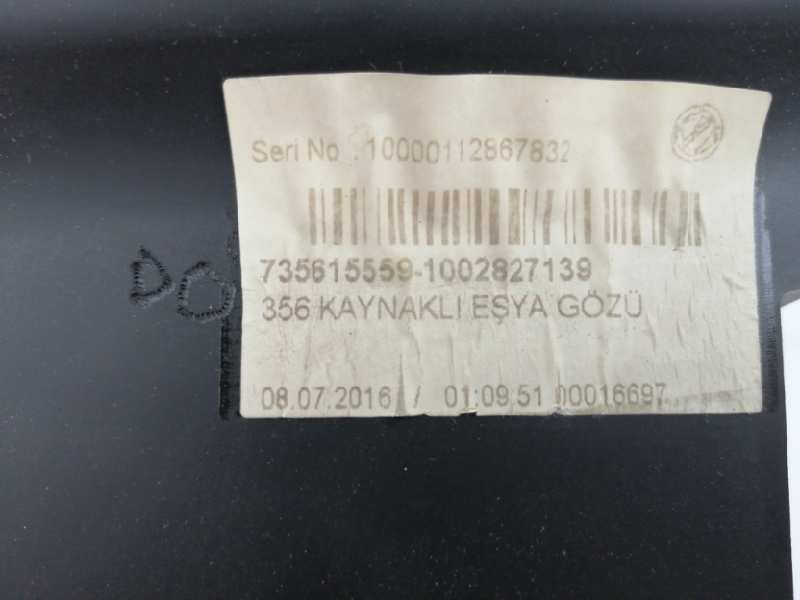 Seri No :10000112867832
735615559-1002827139
356 KAYNAKLI EŞYA GÖZÜ
08.07.2016 / 01:09:51 00016697
DO